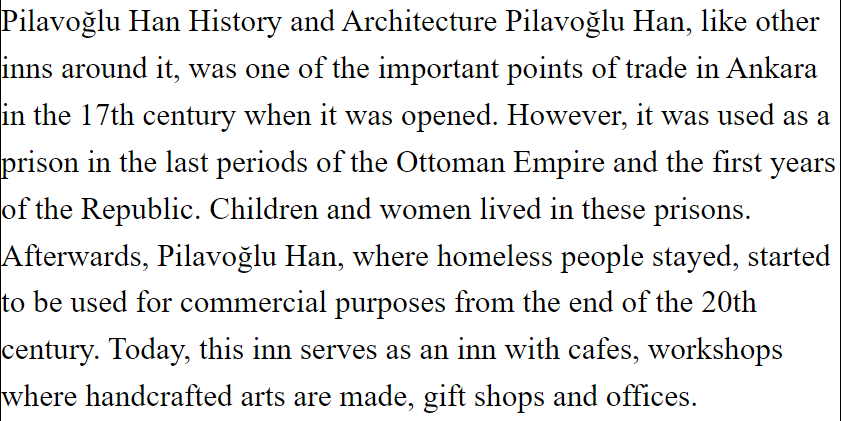 Pilavoğlu Han History and Architecture Pilavoğlu Han, like other
inns around it, was one of the important points of trade in Ankara
in the 17th century when it was opened. However, it was used as a
prison in the last periods of the Ottoman Empire and the first years
of the Republic. Children and women lived in these prisons.
Afterwards, Pilavoğlu Han, where homeless people stayed, started
to be used for commercial purposes from the end of the 20th
century. Today, this inn serves as an inn with cafes, workshops
where handcrafted arts are made, gift shops and offices.